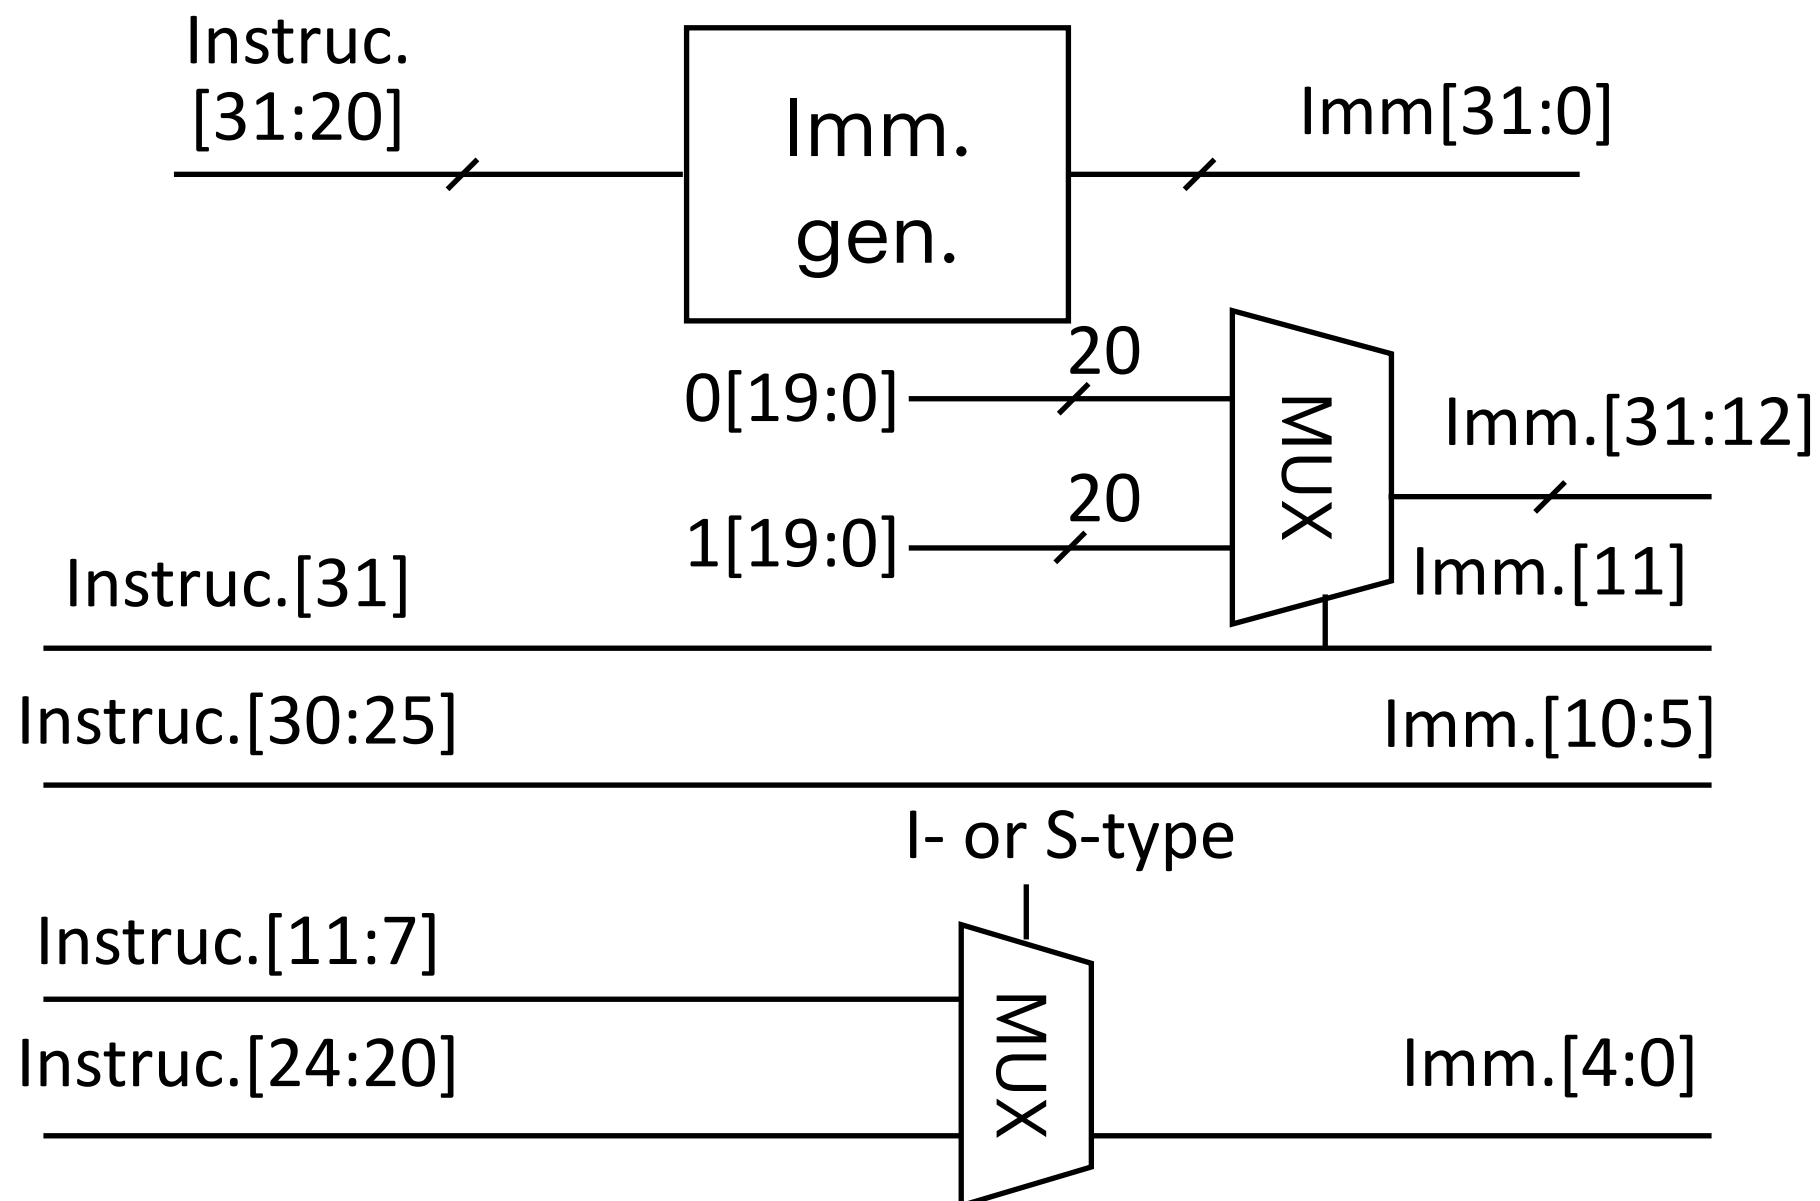 Instruc.
[31:20]
Imm.
gen.
Imm[31:0]
20
0[19:0]
MUX
Imm.[31:12]
20
1[19:0]
Instruc.[31]
Imm.[11]
Instruc.[30:25]
Imm.[10:5]
I- or S-type
Instruc.[11:7]
MUX
Instruc.[24:20]
Imm.[4:0]